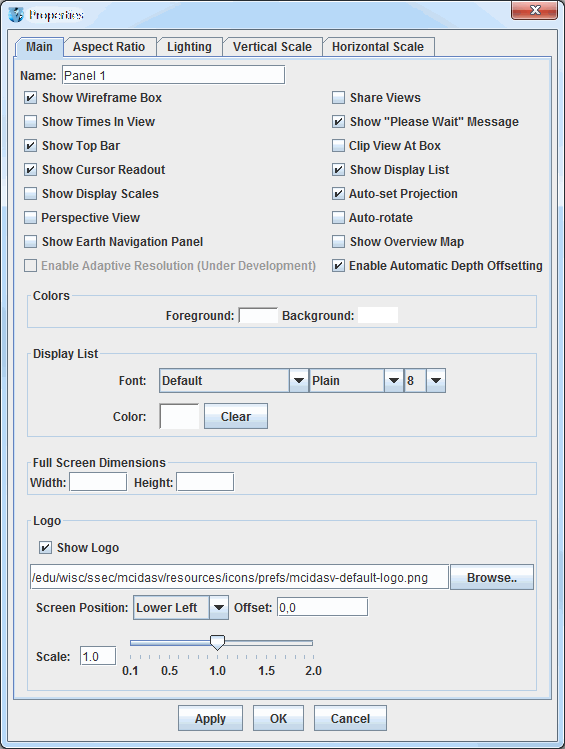 Properties
Main Aspect Ratio Lighting Vertical Scale Horizontal Scale
Name: Panel 1
Show Wireframe Box Share Views
Show Times In View Show "Please Wait" Message
Show Top Bar Clip View At Box
Show Cursor Readout Show Display List
Show Display Scales Auto-set Projection
Perspective View Auto-rotate
Show Earth Navigation Panel Show Overview Map
Enable Adaptive Resolution (Under Development) Enable Automatic Depth Offsetting
Colors
Foreground: Background:
Display List
Font: Default Plain 8
Color: Clear
Full Screen Dimensions
Width: Height:
Logo
Show Logo
/edu/wisc/ssec/mcidasv/resources/icons/prefs/mcidasv-default-logo.png Browse..
Screen Position: Lower Left Offset: 0,0
Scale: 1.0
0.1 0.5 1.0 1.5 2.0
Apply OK Cancel